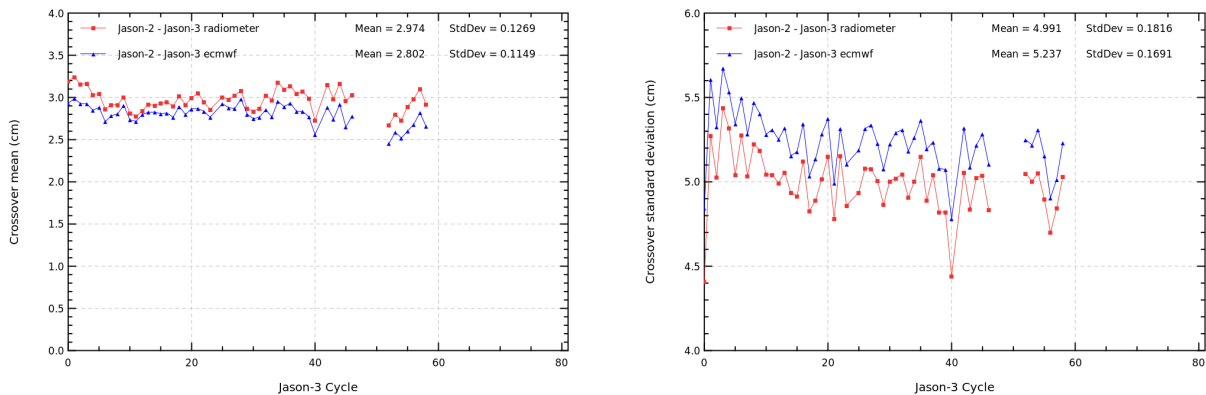 4.0
3.5
3.0
2.5
2.0
1.5
1.0
0.5
0.0
Crossover mean (cm)
Jason-2 - Jason-3 radiometer Mean = 2.974 StdDev = 0.1269
Jason-2 - Jason-3 ecmwf Mean = 2.802 StdDev = 0.1149
0 20 40 60 80
Jason-3 Cycle
6.0
5.5
5.0
4.5
4.0
Crossover standard deviation (cm)
Jason-2 - Jason-3 radiometer Mean = 4.991 StdDev = 0.1816
Jason-2 - Jason-3 ecmwf Mean = 5.237 StdDev = 0.1691
0 20 40 60 80
Jason-3 Cycle